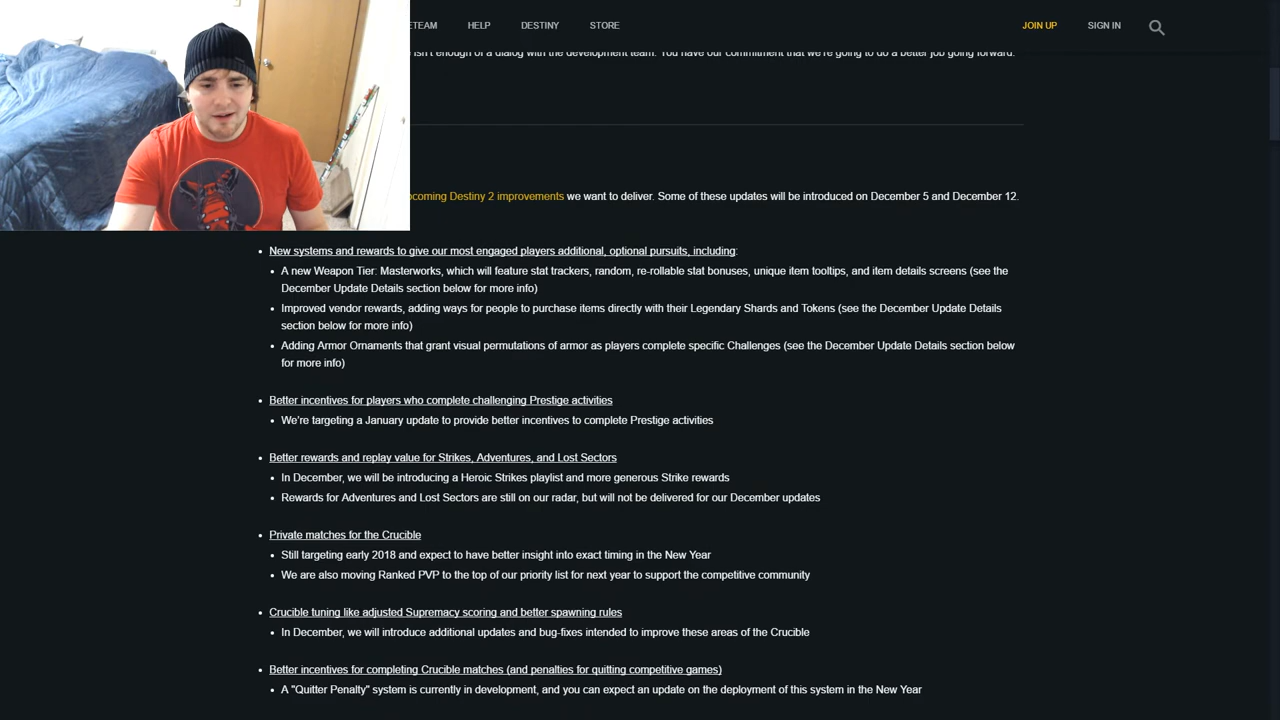 ETEAM HELP DESTINY STORE JOIN UP SIGN IN
isn't enough of a dialog with the development team. You have our commitment that we're going to do a better job going forward.
pcoming Destiny 2 improvements we want to deliver. Some of these updates will be introduced on December 5 and December 12.
• New systems and rewards to give our most engaged players additional, optional pursuits, including:
• A new Weapon Tier: Masterworks, which will feature stat trackers, random, re-rollable stat bonuses, unique item tooltips, and item details screens (see the
December Update Details section below for more info)
• Improved vendor rewards, adding ways for people to purchase items directly with their Legendary Shards and Tokens (see the December Update Details
section below for more info)
• Adding Armor Ornaments that grant visual permutations of armor as players complete specific Challenges (see the December Update Details section below
for more info)
• Better incentives for players who complete challenging Prestige activities
• We're targeting a January update to provide better incentives to complete Prestige activities
• Better rewards and replay value for Strikes, Adventures, and Lost Sectors
• In December, we will be introducing a Heroic Strikes playlist and more generous Strike rewards
• Rewards for Adventures and Lost Sectors are still on our radar, but will not be delivered for our December updates
• Private matches for the Crucible
• Still targeting early 2018 and expect to have better insight into exact timing in the New Year
• We are also moving Ranked PVP to the top of our priority list for next year to support the competitive community
• Crucible tuning like adjusted Supremacy scoring and better spawning rules
• In December, we will introduce additional updates and bug-fixes intended to improve these areas of the Crucible
• Better incentives for completing Crucible matches (and penalties for quitting competitive games)
• A "Quitter Penalty" system is currently in development, and you can expect an update on the deployment of this system in the New Year